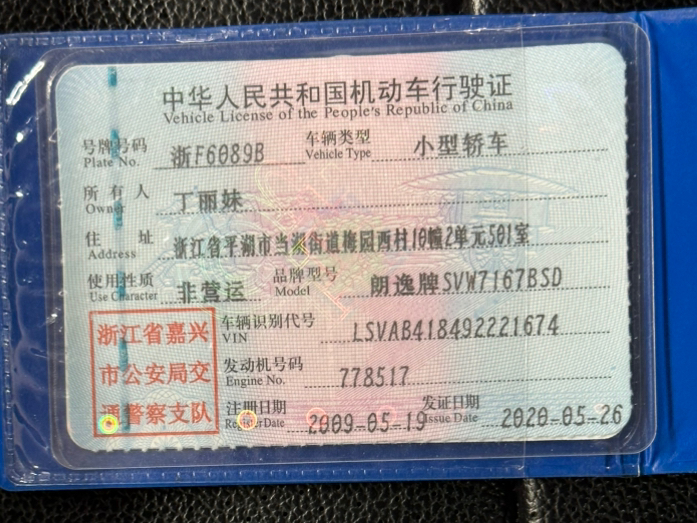 中华人民共和国机动车行驶证
Vehicle License of the People's Republic of China
号牌号码 浙F6089B 车辆类型 小型轿车
Plate No. Vehicle Type
所有人 丁丽妹
Owner
住址 浙江省平湖市当湖街道梅园西村10幢2单元501室
Address
使用性质 非营运 品牌型号 朗逸牌SVW7167BSD
Use Character Model
浙江省嘉兴
市公安局交
通警察支队
车辆识别代号 LSVAB418492221674
VIN
发动机号码 778517
Engine No.
注册日期 2009-05-19 发证日期 2020-05-26
Register Date Issue Date